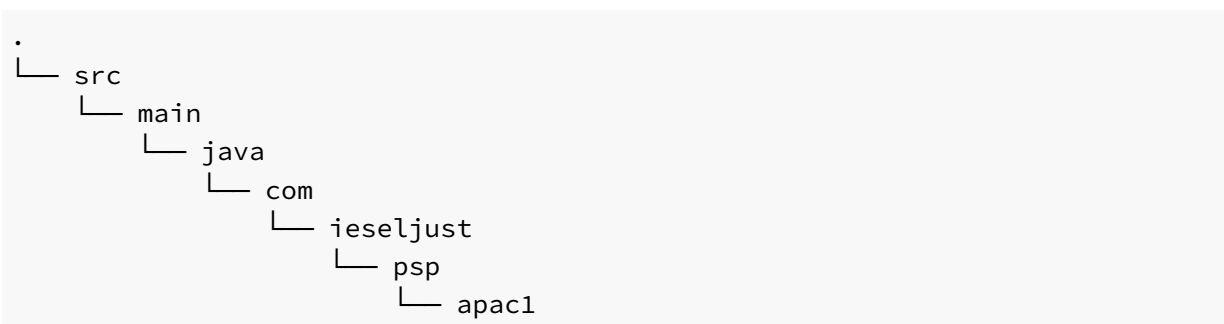 .
└── src
    └── main
        └── java
            └── com
                └── ieseljust
                    └── psp
                        └── apac1